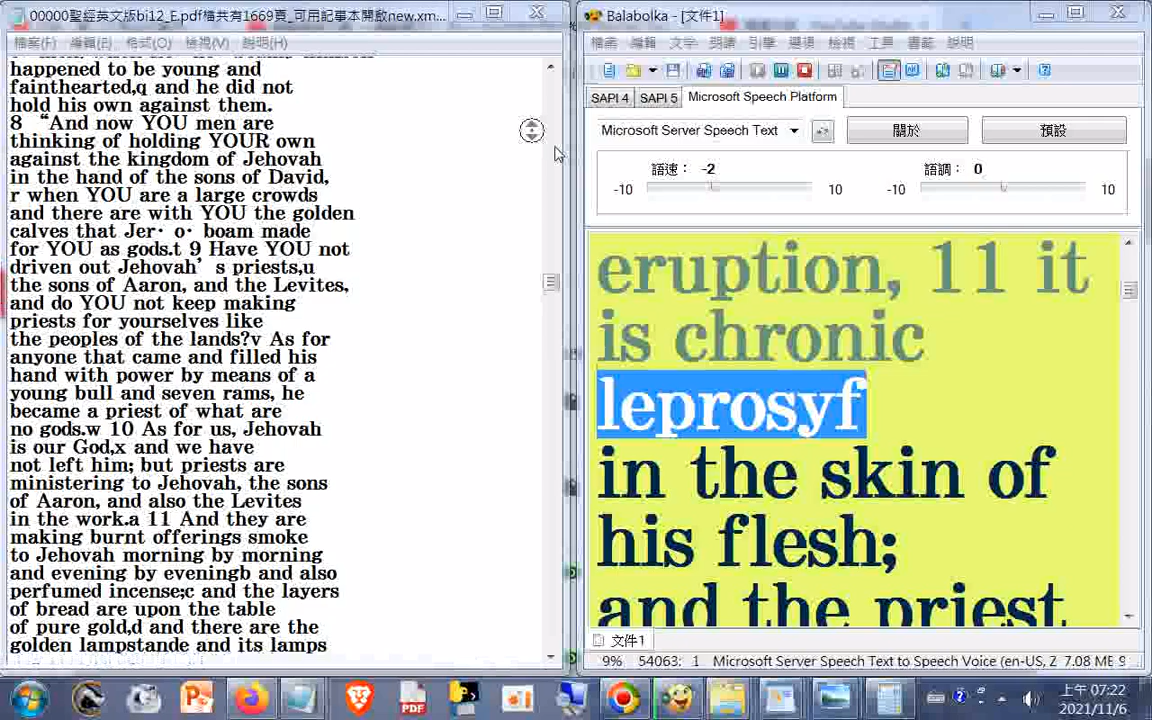 00000聖經英文版bi12_E.pdf檔共有1669頁_可用記事本開啟new.xm...
檔案(F) 編輯(E) 格式(O) 檢視(V) 說明(H)
happened to be young and
fainthearted,q and he did not
hold his own against them.
8 “And now YOU men are
thinking of holding YOUR own
against the kingdom of Jehovah
in the hand of the sons of David,
r when YOU are a large crowds
and there are with YOU the golden
calves that Jer· o· boam made
for YOU as gods.t 9 Have YOU not
driven out Jehovah’ s priests,u
the sons of Aaron, and the Levites,
and do YOU not keep making
priests for yourselves like
the peoples of the lands?v As for
anyone that came and filled his
hand with power by means of a
young bull and seven rams, he
became a priest of what are
no gods.w 10 As for us, Jehovah
is our God,x and we have
not left him; but priests are
ministering to Jehovah, the sons
of Aaron, and also the Levites
in the work.a 11 And they are
making burnt offerings smoke
to Jehovah morning by morning
and evening by eveningb and also
perfumed incense;c and the layers
of bread are upon the table
of pure gold,d and there are the
golden lampstande and its lamps
Balabolka - [文件1]
檔案 編輯 文字 朗讀 引擎 選項 檢視 工具 書籤 說明
SAPI 4 SAPI 5 Microsoft Speech Platform
Microsoft Server Speech Text 關於 預設
語速： -2 語調： 0
-10 10 -10 10
eruption, 11 it
is chronic
leprosyf
in the skin of
his flesh;
and the priest
文件1
9% 54063: 1 Microsoft Server Speech Text to Speech Voice (en-US, Z 7.08 MB 9
PDF
上午 07:22
2021/11/6